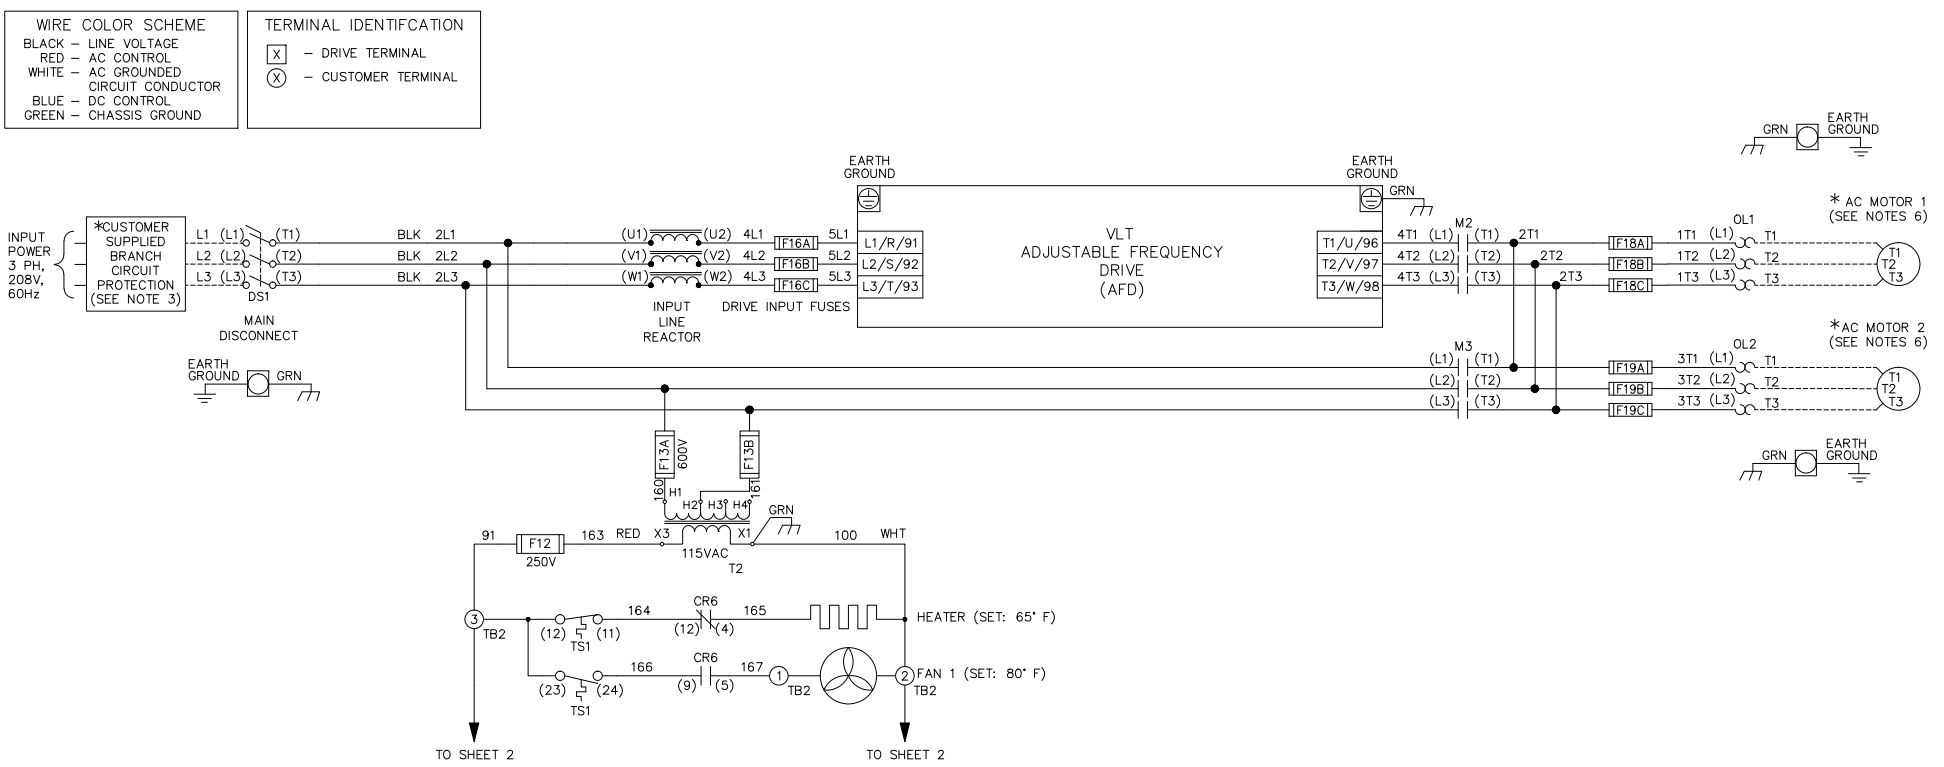 WIRE COLOR SCHEME
BLACK – LINE VOLTAGE
RED – AC CONTROL
WHITE – AC GROUNDED
CIRCUIT CONDUCTOR
BLUE – DC CONTROL
GREEN – CHASSIS GROUND
TERMINAL IDENTIFCATION
X – DRIVE TERMINAL
X – CUSTOMER TERMINAL
GRN
EARTH
GROUND
EARTH
GROUND
EARTH
GROUND
GRN
INPUT
POWER
3 PH,
208V,
60Hz
*CUSTOMER
SUPPLIED
BRANCH
CIRCUIT
PROTECTION
(SEE NOTE 3)
L1 (L1) (T1) BLK 2L1 (U1) (U2) 4L1 F16A 5L1 L1/R/91
L2 (L2) (T2) BLK 2L2 (V1) (V2) 4L2 F16B 5L2 L2/S/92
L3 (L3) (T3) BLK 2L3 (W1) (W2) 4L3 F16C 5L3 L3/T/93
DS1
MAIN
DISCONNECT
INPUT
LINE
REACTOR
DRIVE INPUT FUSES
VLT
ADJUSTABLE FREQUENCY
DRIVE
(AFD)
M2
OL1
* AC MOTOR 1
(SEE NOTES 6)
T1/U/96 4T1 (L1) (T1) 2T1 F18A 1T1 (L1) T1 T1
T2/V/97 4T2 (L2) (T2) 2T2 F18B 1T2 (L2) T2 T2
T3/W/98 4T3 (L3) (T3) 2T3 F18C 1T3 (L3) T3 T3
EARTH
GROUND
GRN
M3
OL2
* AC MOTOR 2
(SEE NOTES 6)
(L1) (T1) F19A 3T1 (L1) T1 T1
(L2) (T2) F19B 3T2 (L2) T2 T2
(L3) (T3) F19C 3T3 (L3) T3 T3
GRN
EARTH
GROUND
F13A
600V
F13B
160
161
H1
H2 H3 H4
GRN
91 F12 163 RED X3 X1 100 WHT
250V
115VAC
T2
3
TB2
(12) (11)
TS1
164
CR6
(12) (4)
165
HEATER (SET: 65° F)
(23) (24)
TS1
166
CR6
(9) (5)
167
1
TB2
2
TB2
FAN 1 (SET: 80° F)
TO SHEET 2
TO SHEET 2